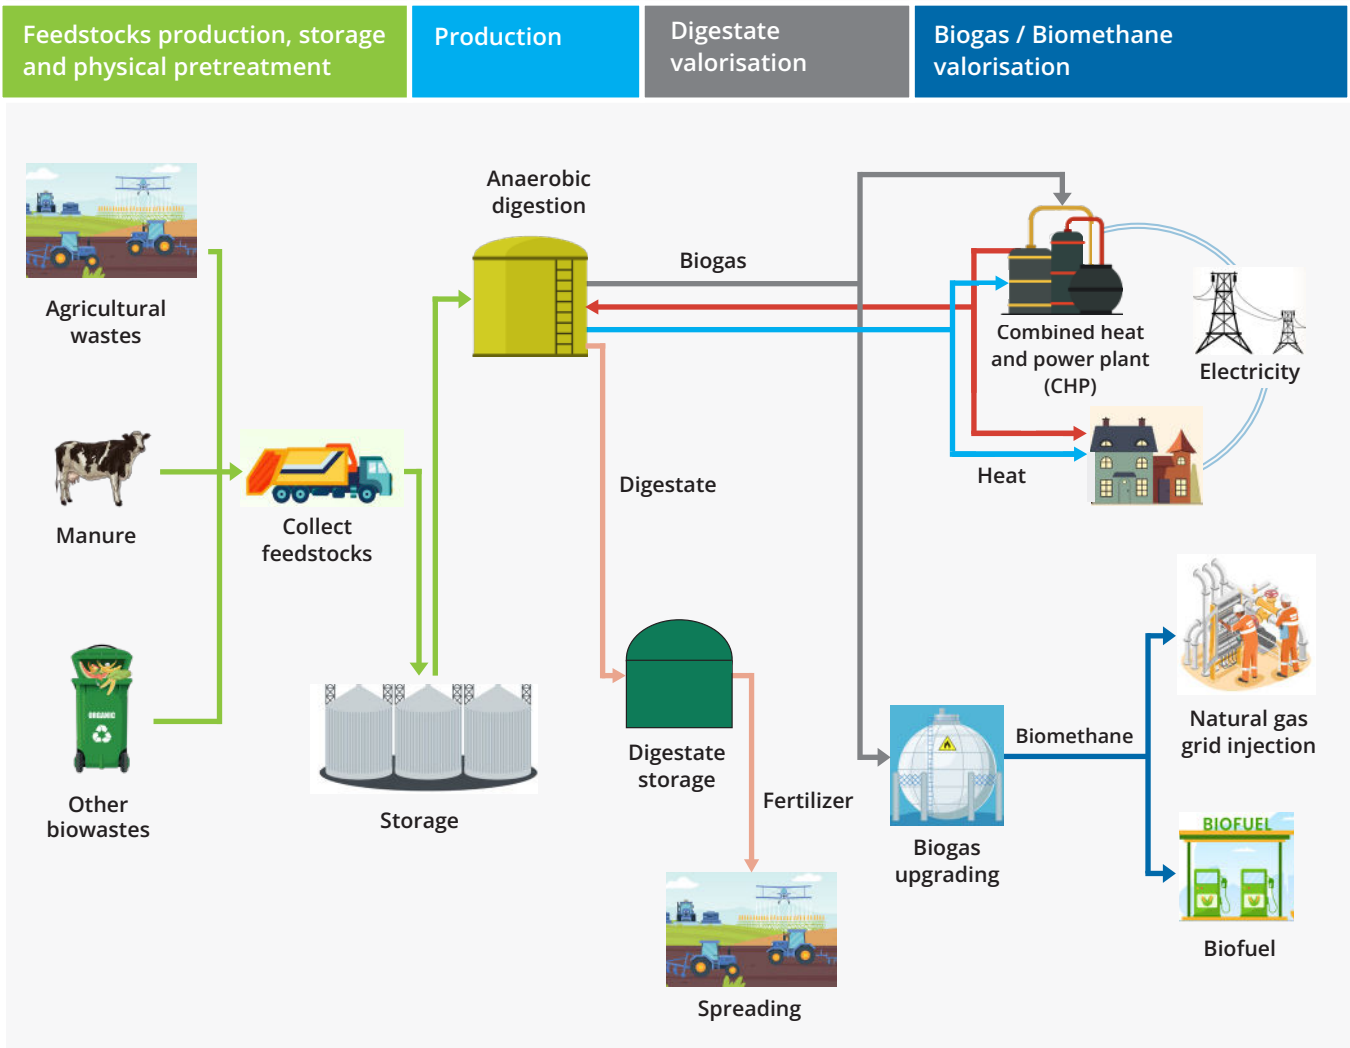 Feedstocks production, storage
and physical pretreatment
Production
Digestate
valorisation
Biogas / Biomethane
valorisation
Anaerobic
digestion
Biogas
Agricultural
wastes
Combined heat
and power plant
(CHP)
Electricity
Heat
Digestate
Manure
Collect
feedstocks
ORGANIC
Other
biowastes
Storage
Digestate
storage
Fertilizer
Spreading
Biogas
upgrading
Biomethane
Natural gas
grid injection
BIOFUEL
Biofuel